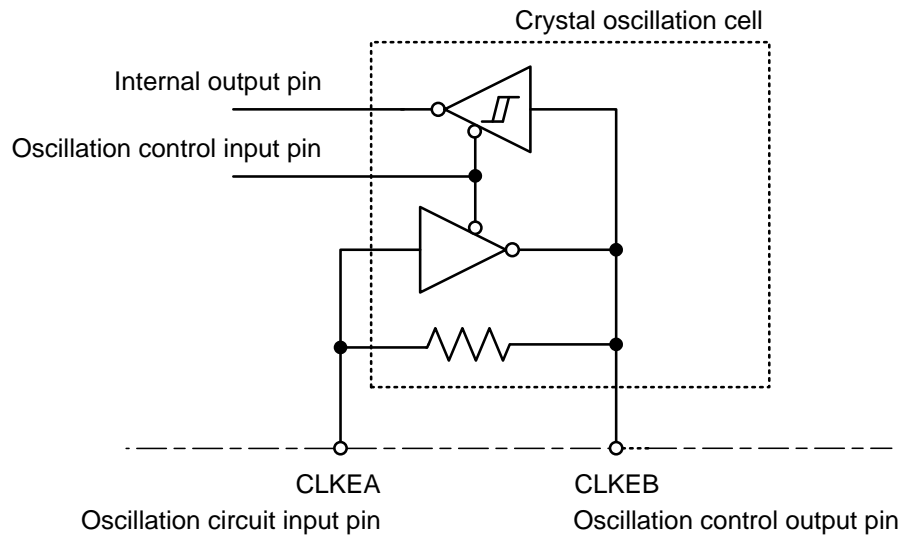 Crystal oscillation cell
Internal output pin
Oscillation control input pin
CLKEA
Oscillation circuit input pin
CLKEB
Oscillation control output pin